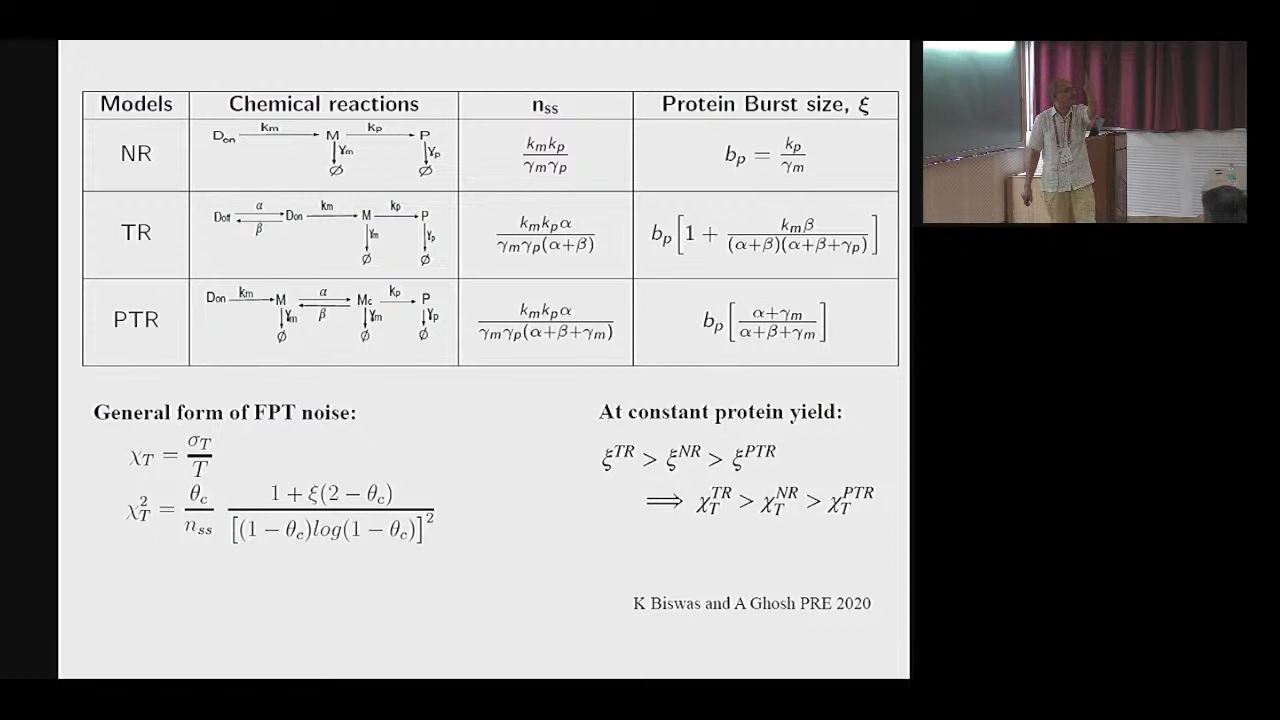 Models Chemical reactions n_ss Protein Burst size, ξ
NR D_on k_m M k_p P γ_m γ_p ∅ ∅ k_m k_p / γ_m γ_p b_p = k_p / γ_m
TR D_off α β D_on k_m M k_p P γ_m γ_p ∅ ∅ k_m k_p α / γ_m γ_p (α+β) b_p [1 + k_m β / (α+β)(α+β+γ_p)]
PTR D_on k_m M α β M_c k_p P γ_m γ_m γ_p ∅ ∅ ∅ k_m k_p α / γ_m γ_p (α+β+γ_m) b_p [α+γ_m / α+β+γ_m]
General form of FPT noise:
χ_T = σ_T / T
χ_T^2 = θ_c / n_ss 1 + ξ(2 − θ_c) / [(1 − θ_c)log(1 − θ_c)]^2
At constant protein yield:
ξ^TR > ξ^NR > ξ^PTR
⟹ χ_T^TR > χ_T^NR > χ_T^PTR
K Biswas and A Ghosh PRE 2020